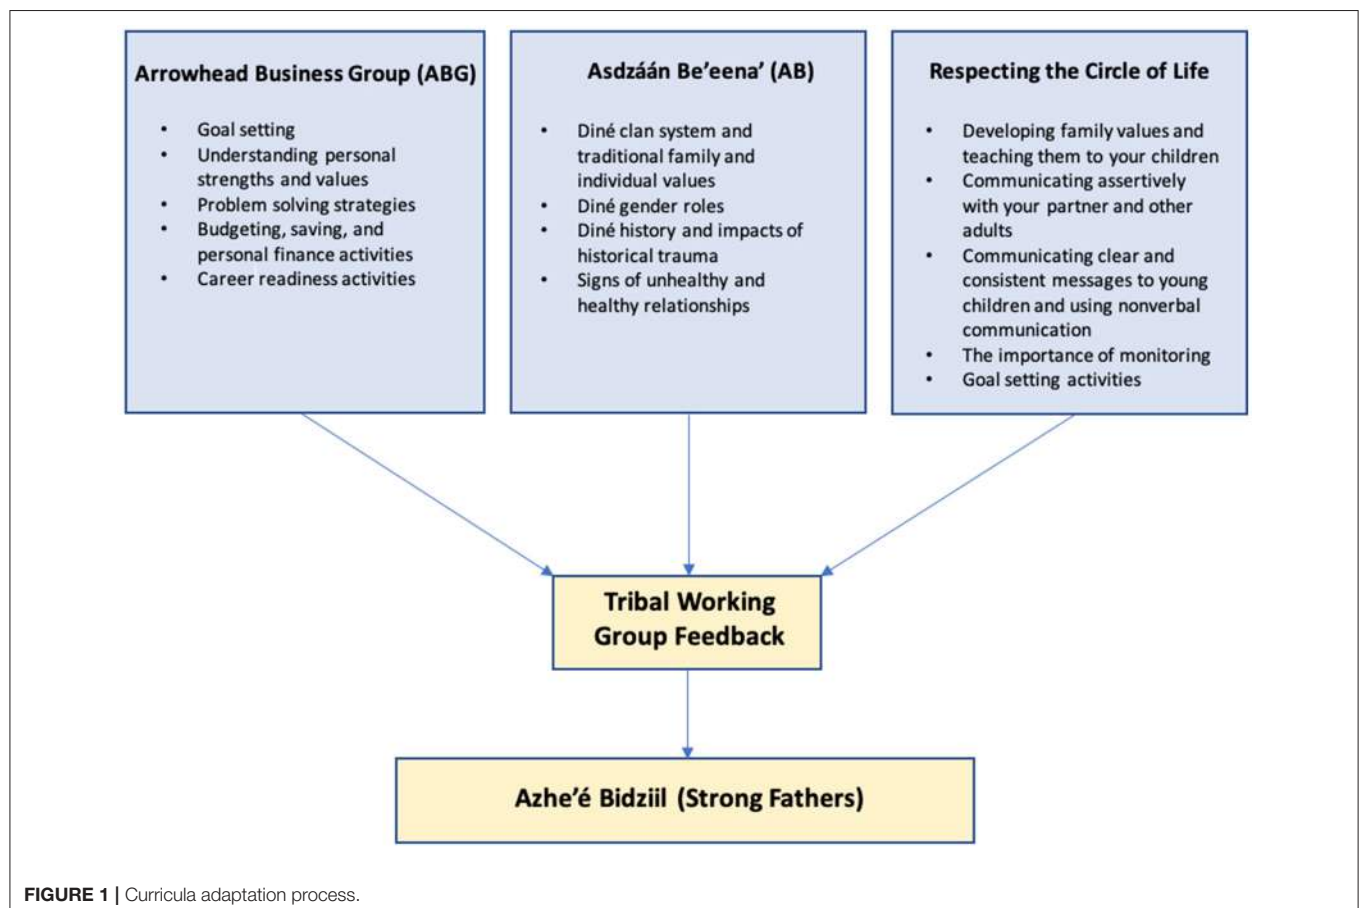 Arrowhead Business Group (ABG)
• Goal setting
• Understanding personal
strengths and values
• Problem solving strategies
• Budgeting, saving, and
personal finance activities
• Career readiness activities
Asdzáán Be’eena’ (AB)
• Diné clan system and
traditional family and
individual values
• Diné gender roles
• Diné history and impacts of
historical trauma
• Signs of unhealthy and
healthy relationships
Respecting the Circle of Life
• Developing family values and
teaching them to your children
• Communicating assertively
with your partner and other
adults
• Communicating clear and
consistent messages to young
children and using nonverbal
communication
• The importance of monitoring
• Goal setting activities
Tribal Working
Group Feedback
Azhe’é Bidziil (Strong Fathers)
FIGURE 1 | Curricula adaptation process.